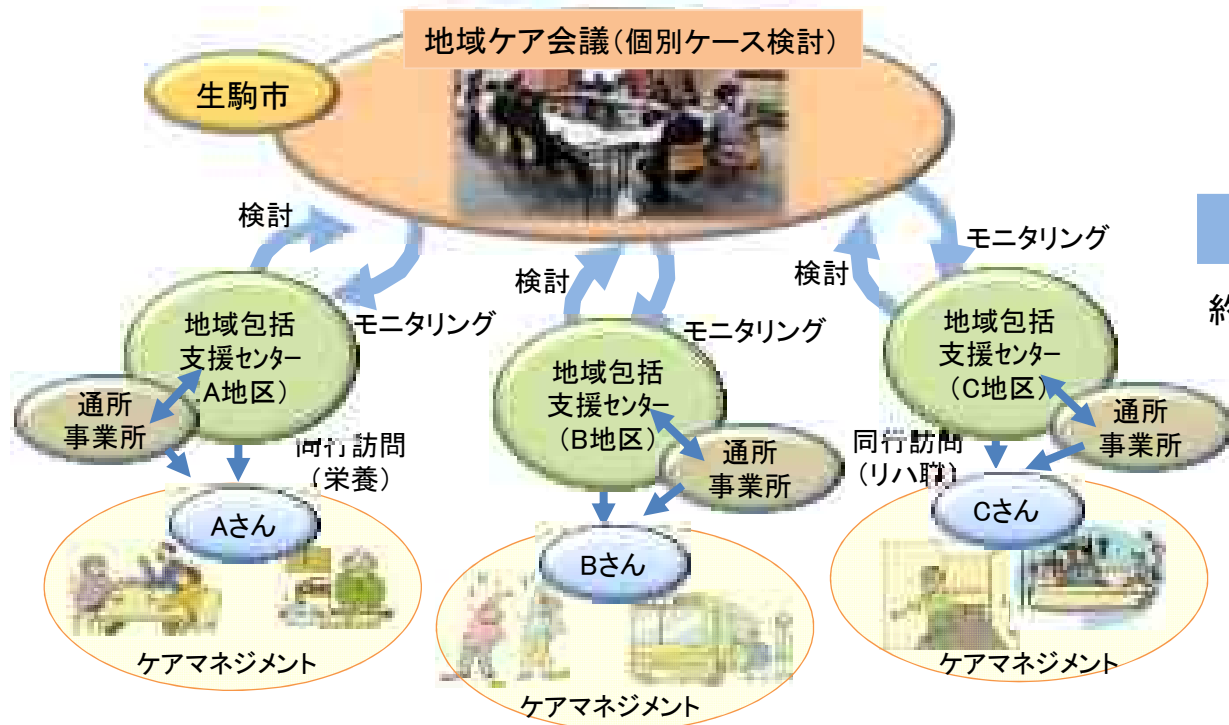 地域ケア会議(個別ケース検討)
生駒市
検討
モニタリング
検討
モニタリング
検討
モニタリング
地域包括
支援センター
A地区)
通所
事業所
同行訪問
(栄養)
Aさん
ケアマネジメント
地域包括
支援センター
(B地区)
通所
事業所
Bさん
ケアマネジメント
地域包括
支援センター
(C地区)
通所
事業所
同行訪問
(リハ職)
Cさん
ケアマネジメント
終